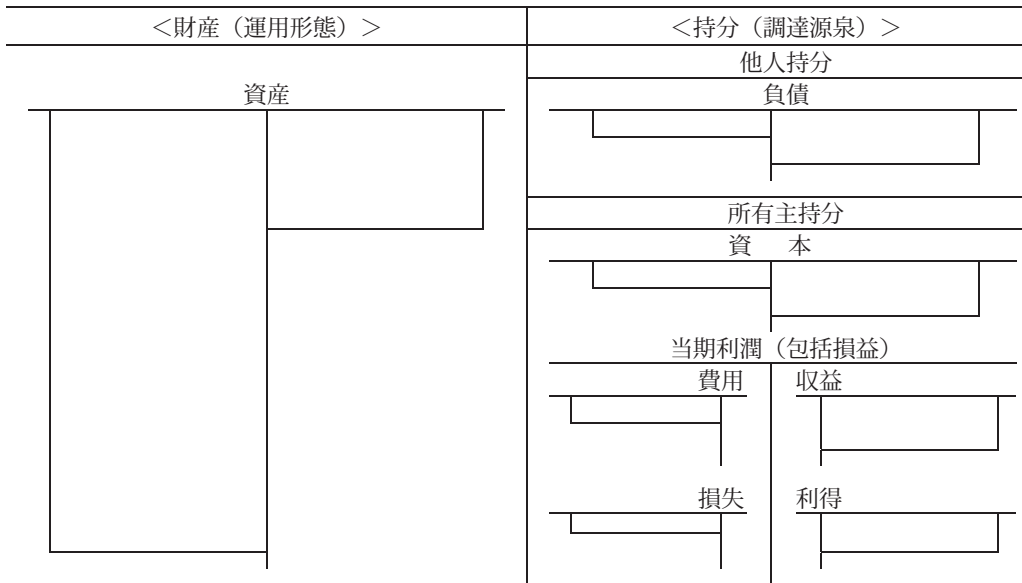 ＜財産（運用形態）＞
＜持分（調達源泉）＞
他人持分
資産
負債
所有主持分
資　本
当期利潤（包括損益）
費用
収益
損失
利得